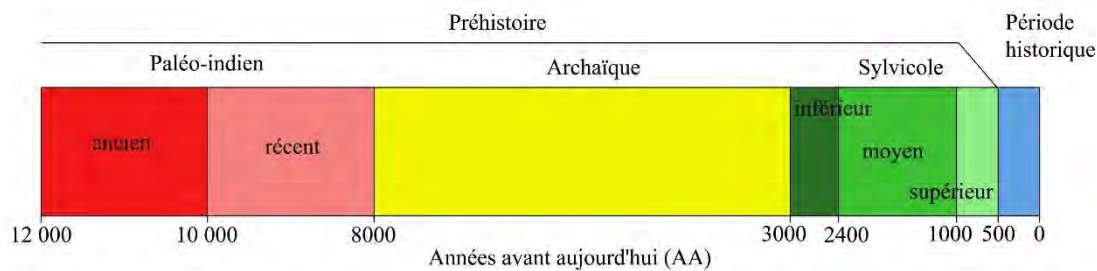 Préhistoire
Période
historique
Paléo-indien
Archaïque
Sylvicole
ancien
récent
inférieur
moyen
supérieur
12 000
10 000
8000
3000
2400
1000
500
0
Années avant aujourd'hui (AA)